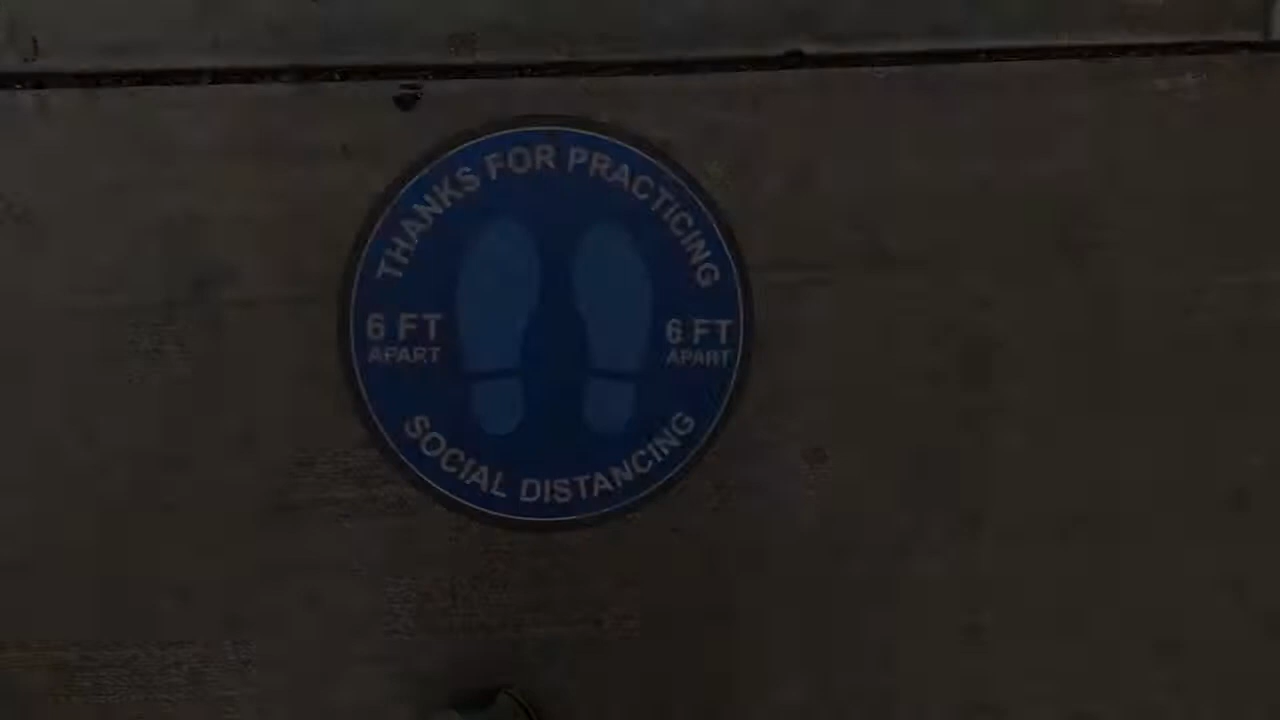 THANKS FOR PRACTICING
6 FT
APART
6 FT
APART
SOCIAL DISTANCING